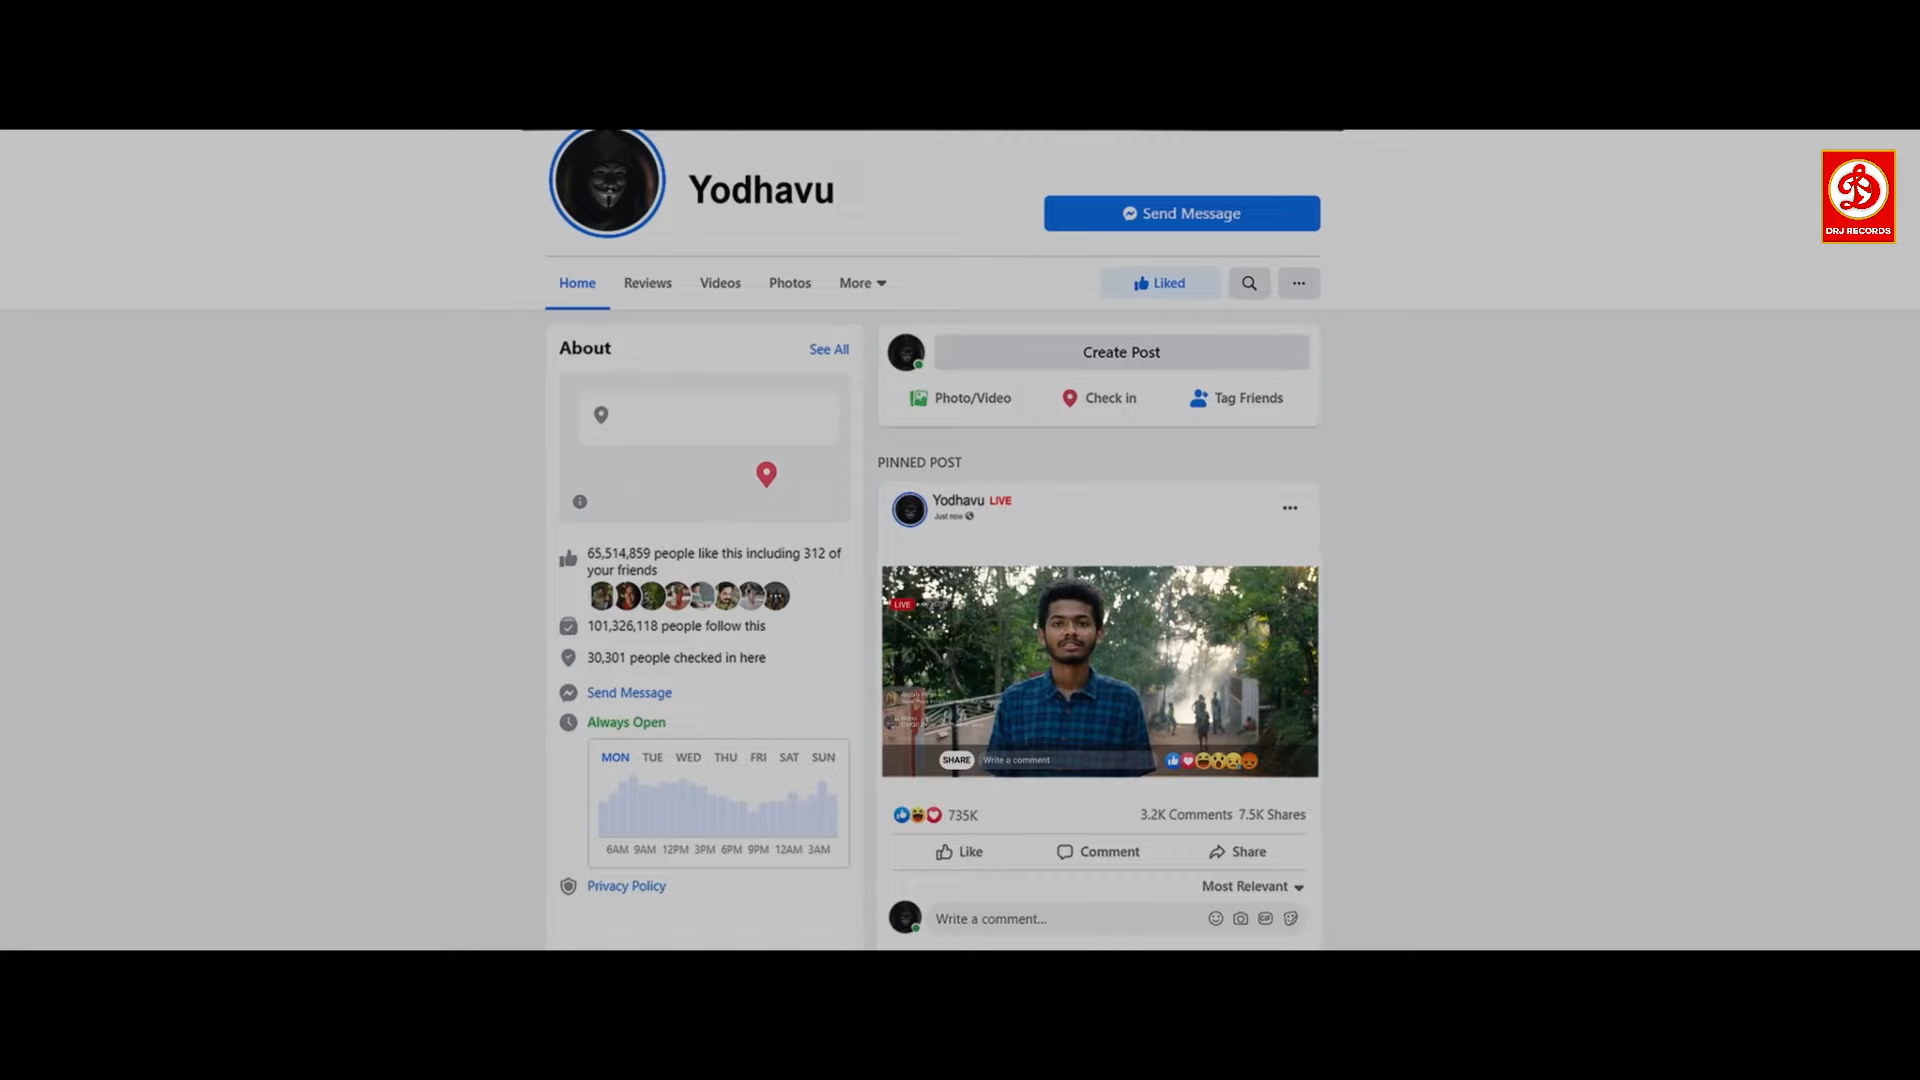 Yodhavu
Send Message
DRJ RECORDS
Home Reviews Videos Photos More
Liked
About See All
Create Post
Photo/Video Check in Tag Friends
PINNED POST
Yodhavu LIVE
Just now
65,514,859 people like this including 312 of
your friends
101,326,118 people follow this
30,301 people checked in here
Send Message
Always Open
MON TUE WED THU FRI SAT SUN
6AM 9AM 12PM 3PM 6PM 9PM 12AM 3AM
Privacy Policy
LIVE
SHARE Write a comment
735K 3.2K Comments 7.5K Shares
Like Comment Share
Most Relevant
Write a comment...
GIF